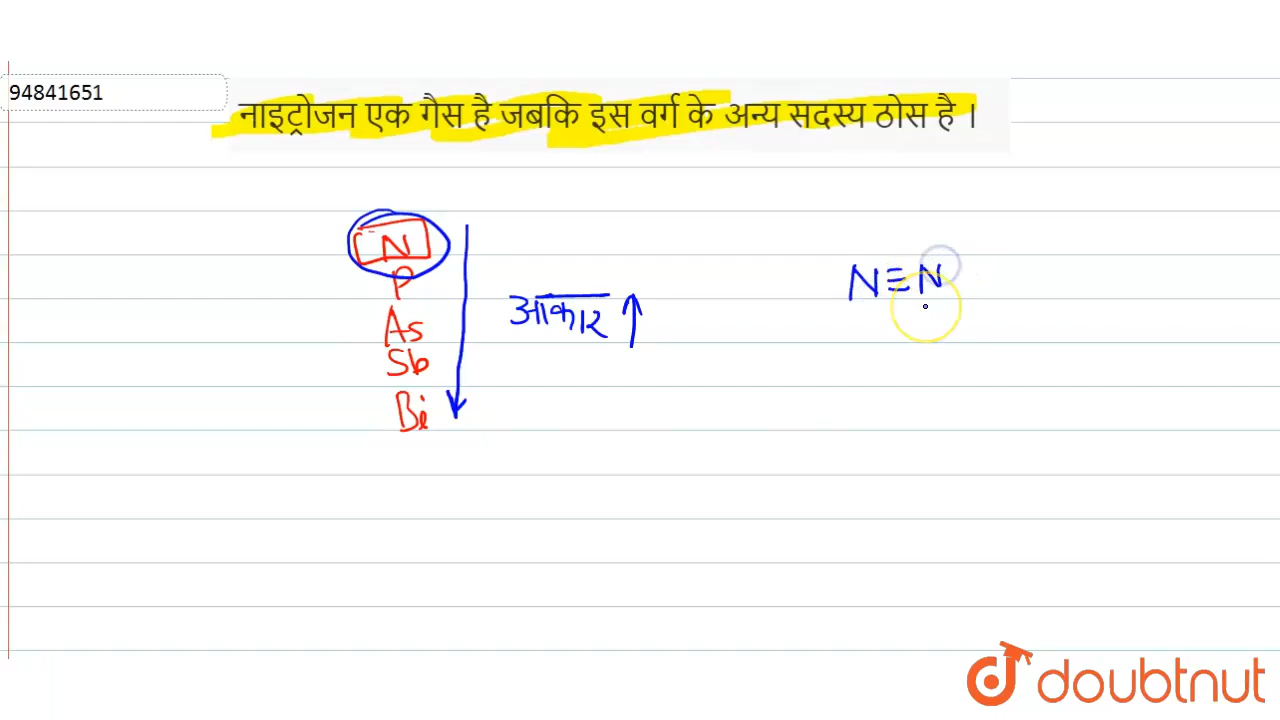 94841651
नाइट्रोजन एक गैस है जबकि इस वर्ग के अन्य सदस्य ठोस है ।
N
P
As
Sb
Bi
आकार ↑
N≡N
doubtnut